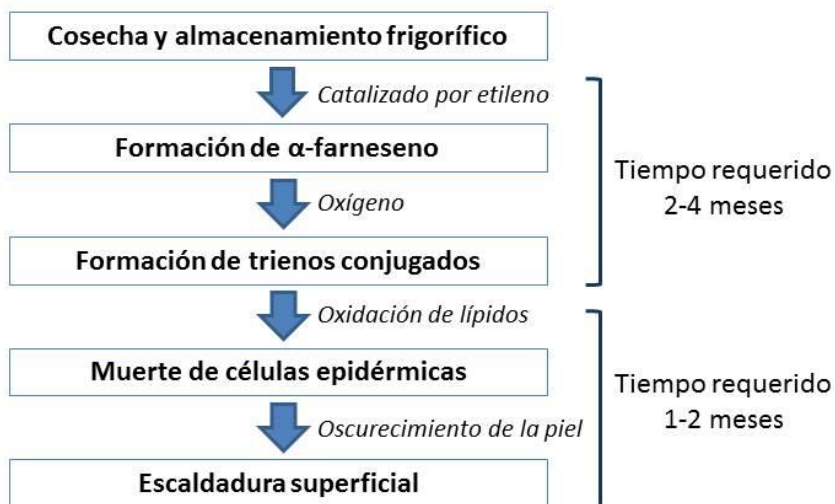 Cosecha y almacenamiento frigorífico
Catalizado por etileno
Formación de α-farneseno
Oxígeno
Formación de trienos conjugados
Tiempo requerido
2-4 meses
Oxidación de lípidos
Muerte de células epidérmicas
Oscurecimiento de la piel
Escaldadura superficial
Tiempo requerido
1-2 meses